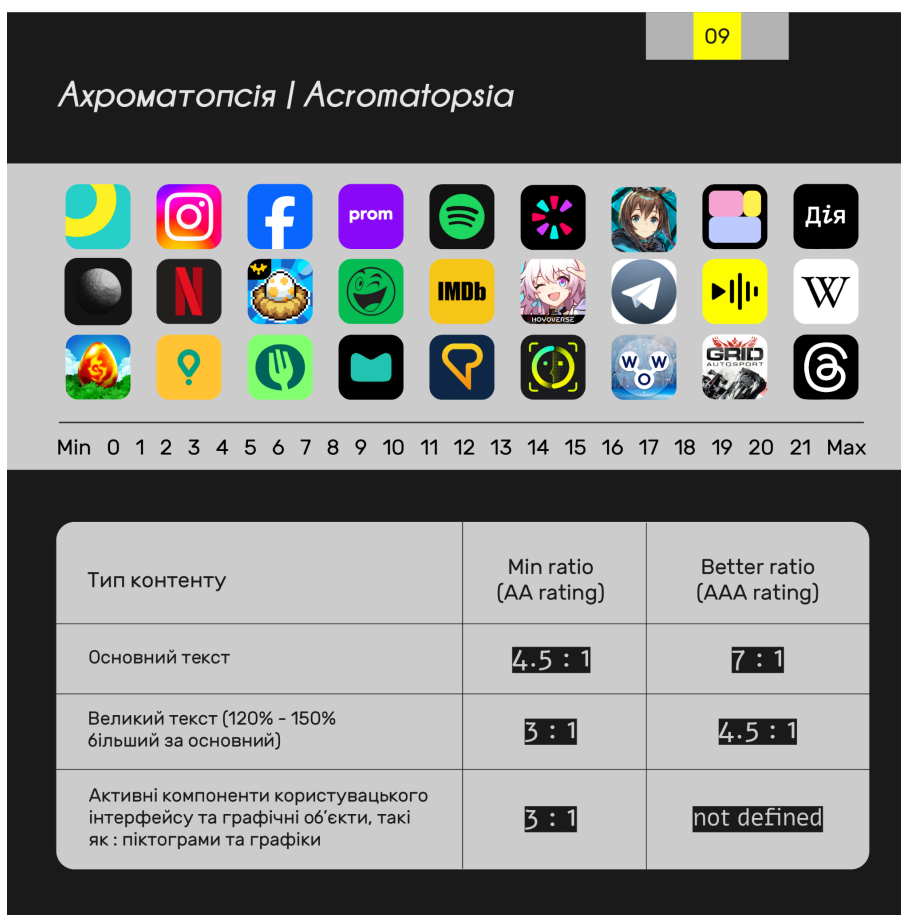 09
Ахроматопсія | Acromatopsia
prom
Дія
IMDb
HOYOVERSE
W
W W
O
GRID
AUTOSPORT
Min 0 1 2 3 4 5 6 7 8 9 10 11 12 13 14 15 16 17 18 19 20 21 Max
Тип контенту
Min ratio
(AA rating)
Better ratio
(AAA rating)
Основний текст
4.5 : 1
7 : 1
Великий текст (120% - 150%
більший за основний)
3 : 1
4.5 : 1
Активні компоненти користувацького
інтерфейсу та графічні об’єкти, такі
як : піктограми та графіки
3 : 1
not defined